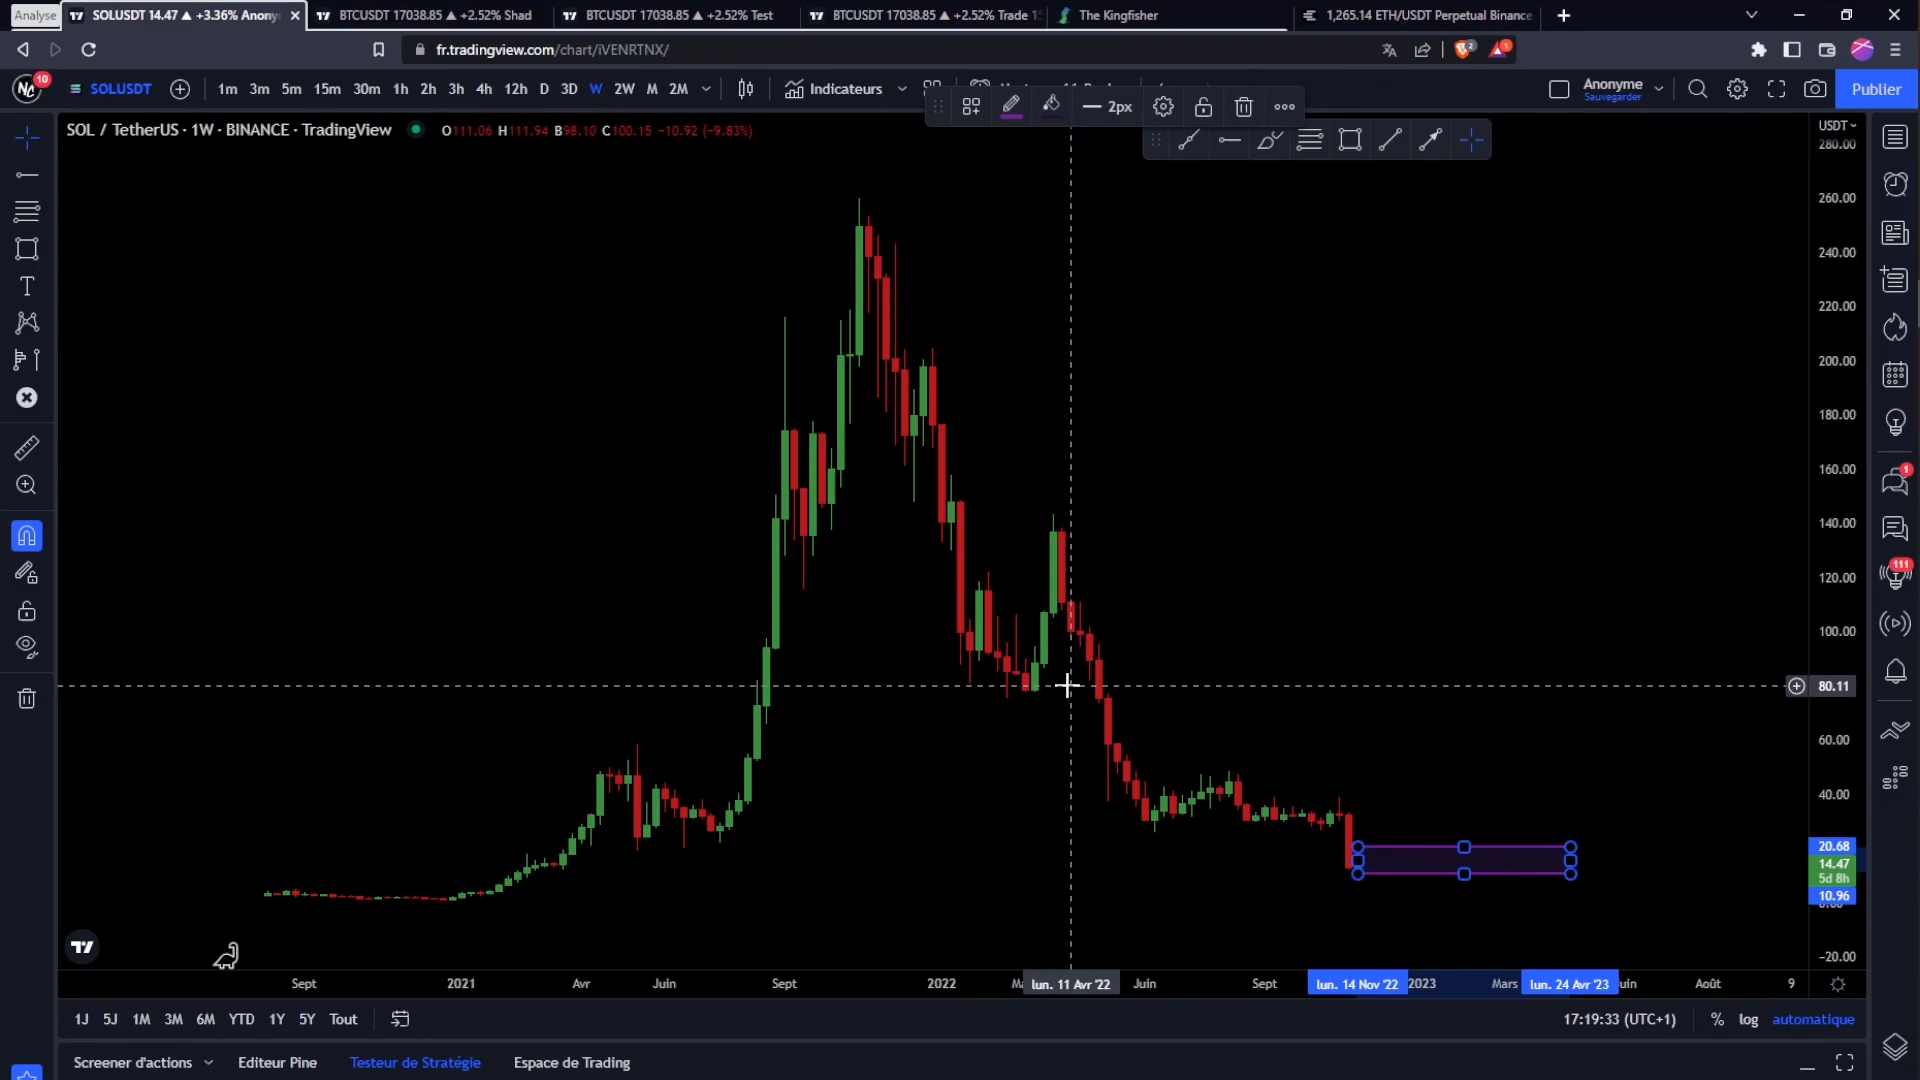 Analyse
SOLUSDT 14.47 ▲ +3.36% Anony
BTCUSDT 17038.85 ▲ +2.52% Shad
BTCUSDT 17038.85 ▲ +2.52% Test
BTCUSDT 17038.85 ▲ +2.52% Trade 1
The Kingfisher
1,265.14 ETH/USDT Perpetual Binance
fr.tradingview.com/chart/iVENRTNX/
2
1
10
SOLUSDT
1m 3m 5m 15m 30m 1h 2h 3h 4h 12h D 3D W 2W M 2M
Indicateurs
2px
Anonyme
Sauvegarder
Publier
SOL / TetherUS · 1W · BINANCE · TradingView
O111.06 H111.94 B98.10 C100.15 −10.92 (−9.83%)
USDT
280.00
260.00
240.00
220.00
200.00
180.00
160.00
140.00
120.00
100.00
80.11
60.00
40.00
20.68
14.47
5d 8h
10.96
−20.00
1
111
Sept 2021 Avr Juin Sept 2022 lun. 11 Avr '22 Juin Sept lun. 14 Nov '22 2023 Mars lun. 24 Avr '23 uin Août 9
1J 5J 1M 3M 6M YTD 1Y 5Y Tout
17:19:33 (UTC+1) % log automatique
Screener d'actions Editeur Pine Testeur de Stratégie Espace de Trading